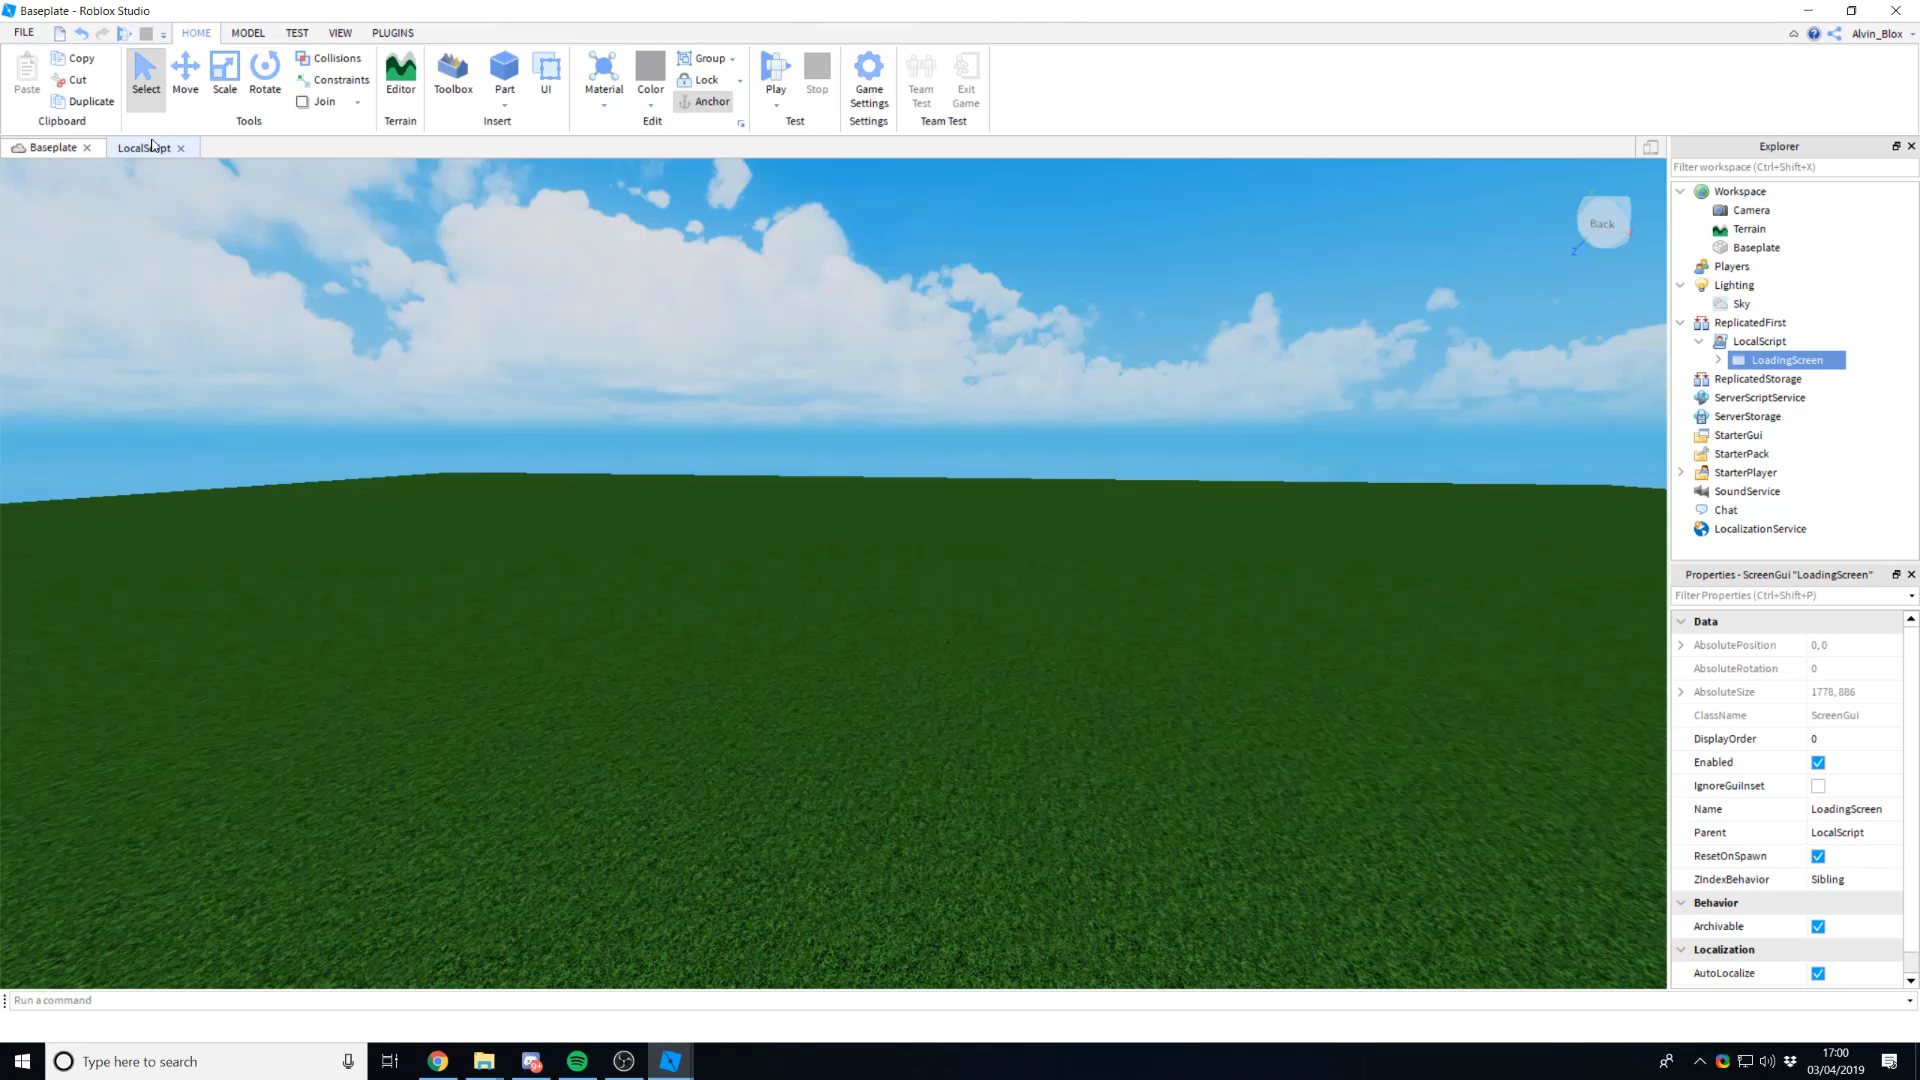 Baseplate - Roblox Studio
FILE HOME MODEL TEST VIEW PLUGINS Alvin_Blox
Paste Copy Cut Duplicate Clipboard
Select Move Scale Rotate Collisions Constraints Join Tools
Editor Terrain
Toolbox Part UI Insert
Material Color Group Lock Anchor Edit
Play Stop Test
Game Settings Settings
Team Test Exit Game Team Test
Baseplate LocalScript
Back
Z
Explorer
Filter workspace (Ctrl+Shift+X)
Workspace
Camera
Terrain
Baseplate
Players
Lighting
Sky
ReplicatedFirst
LocalScript
LoadingScreen
ReplicatedStorage
ServerScriptService
ServerStorage
StarterGui
StarterPack
StarterPlayer
SoundService
Chat
LocalizationService
Properties - ScreenGui "LoadingScreen"
Filter Properties (Ctrl+Shift+P)
Data
AbsolutePosition 0, 0
AbsoluteRotation 0
AbsoluteSize 1778, 886
ClassName ScreenGui
DisplayOrder 0
Enabled
IgnoreGuiInset
Name LoadingScreen
Parent LocalScript
ResetOnSpawn
ZIndexBehavior Sibling
Behavior
Archivable
Localization
AutoLocalize
Run a command
Type here to search
9+
17:00
03/04/2019